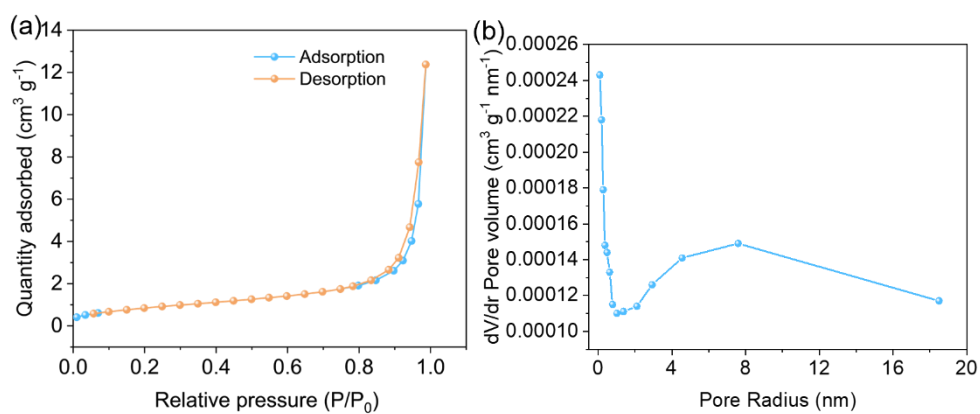 (a)
14
12
10
8
6
4
2
0
Quantity adsorbed (cm³ g⁻¹)
Adsorption
Desorption
0.0 0.2 0.4 0.6 0.8 1.0
Relative pressure (P/P₀)
(b)
0.00026
0.00024
0.00022
0.00020
0.00018
0.00016
0.00014
0.00012
0.00010
dV/dr Pore volume (cm³ g⁻¹ nm⁻¹)
0 4 8 12 16 20
Pore Radius (nm)